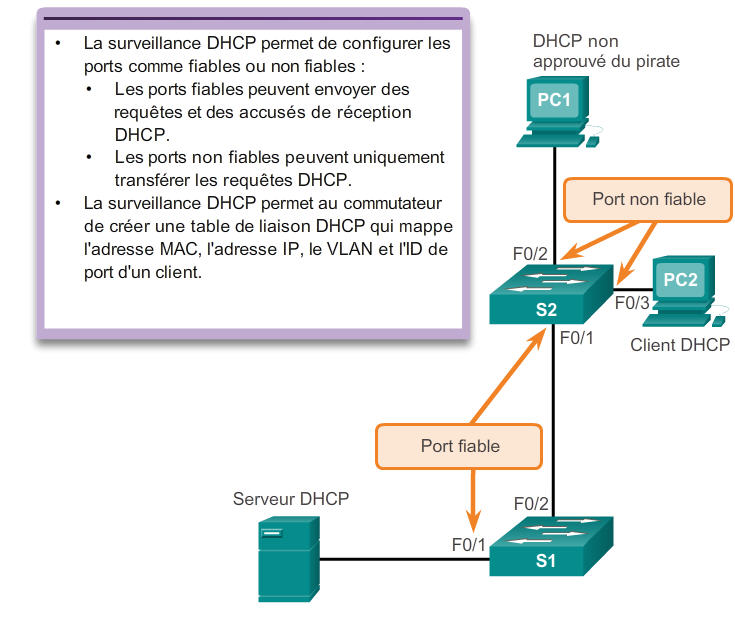 • La surveillance DHCP permet de configurer les
ports comme fiables ou non fiables :
• Les ports fiables peuvent envoyer des
requêtes et des accusés de réception
DHCP.
• Les ports non fiables peuvent uniquement
transférer les requêtes DHCP.
• La surveillance DHCP permet au commutateur
de créer une table de liaison DHCP qui mappe
l'adresse MAC, l'adresse IP, le VLAN et l'ID de
port d'un client.
DHCP non
approuvé du pirate
PC1
Port non fiable
F0/2
PC2
S2
F0/3
F0/1
Client DHCP
Port fiable
Serveur DHCP
F0/2
F0/1
S1